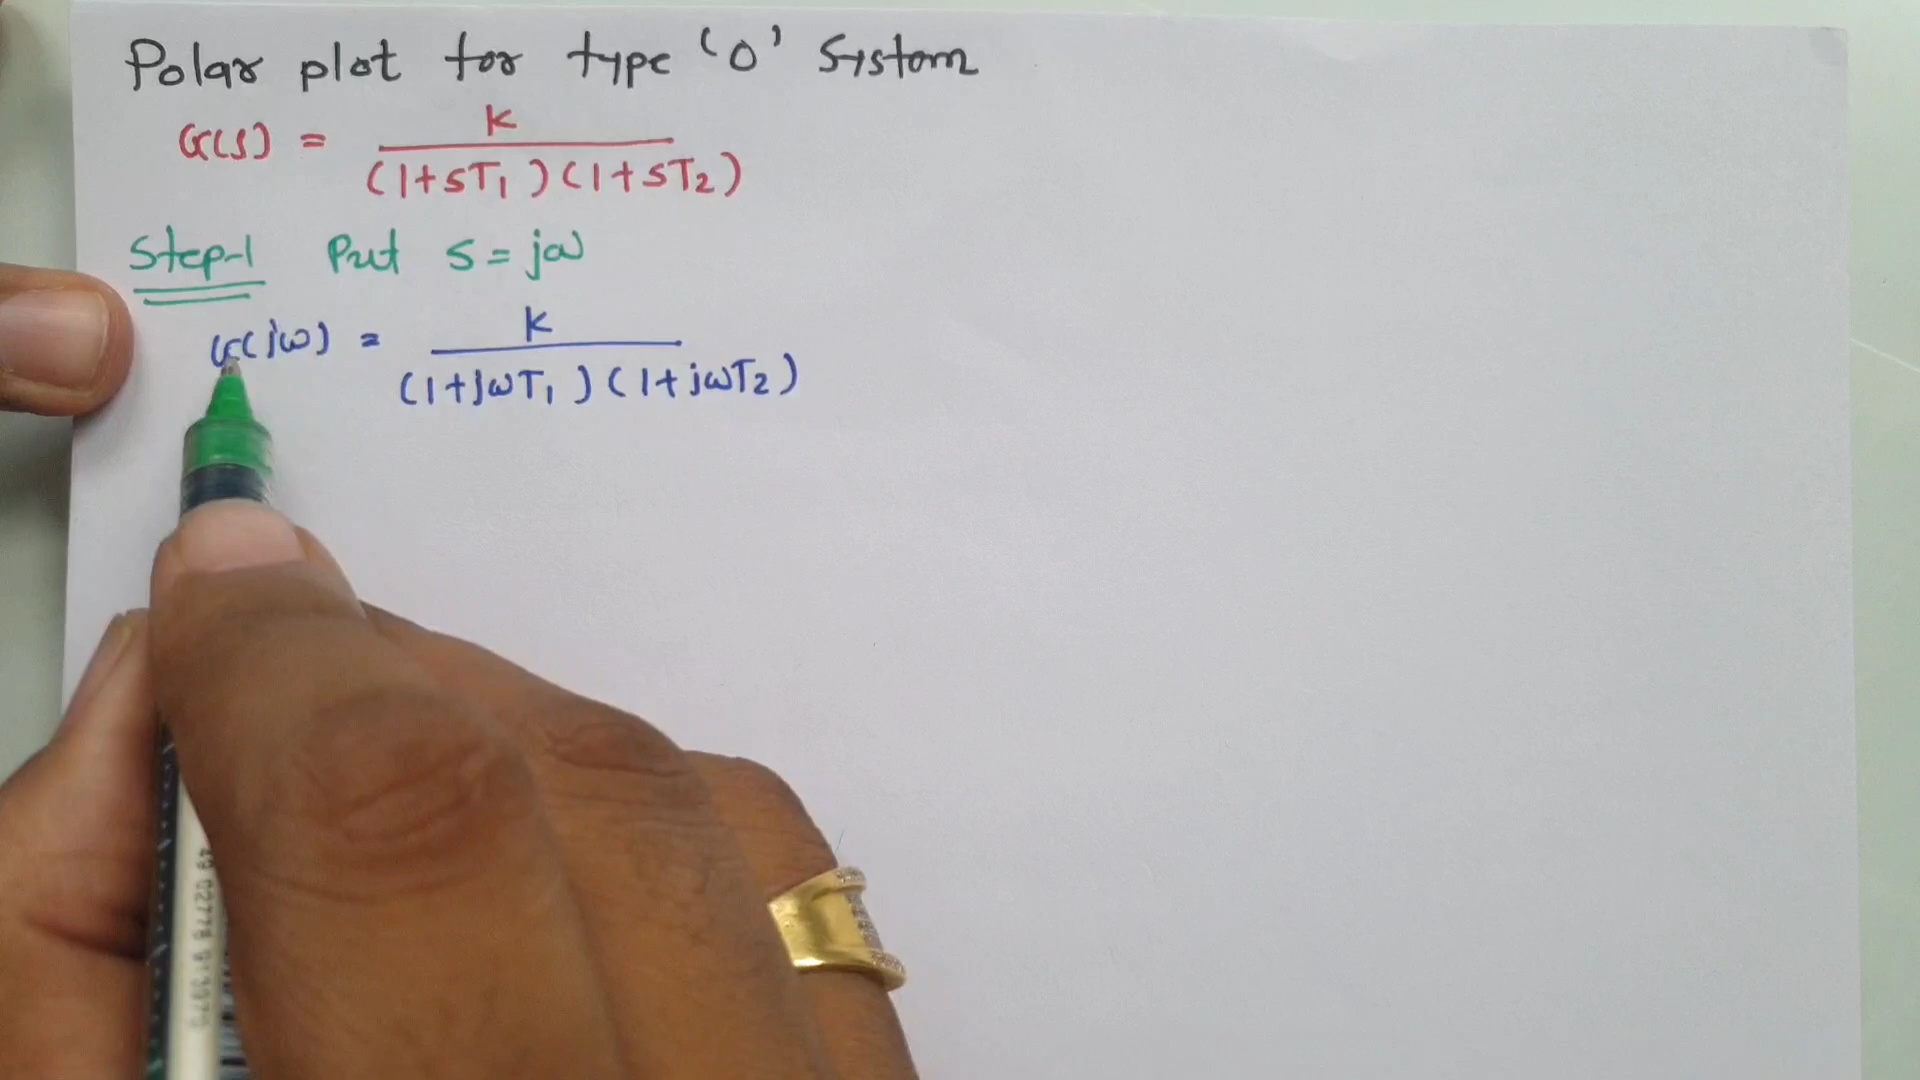 Polar plot for type '0' System
G(s) = K / (1+sT1)(1+sT2)
Step-1 Put s = jω
G(jω) = K / (1+jωT1)(1+jωT2)